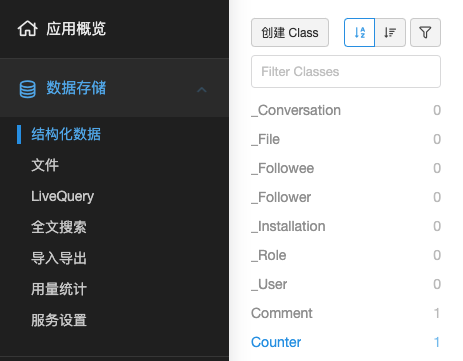 应用概览
数据存储
结构化数据
文件
LiveQuery
全文搜索
导入导出
用量统计
服务设置
创建 Class
Filter Classes
_Conversation 0
_File 0
_Followee 0
_Follower 0
_Installation 0
_Role 0
_User 0
Comment 1
Counter 1